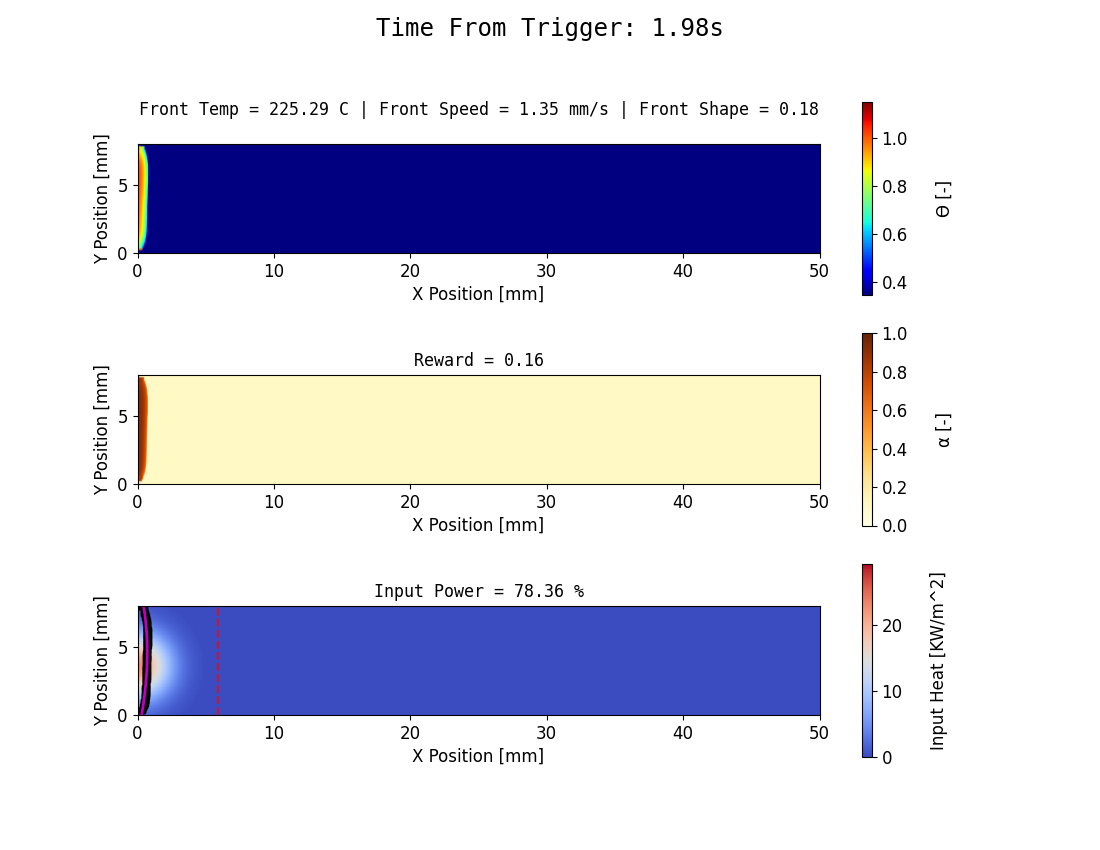 Time From Trigger: 1.98s
Front Temp = 225.29 C | Front Speed = 1.35 mm/s | Front Shape = 0.18
Y Position [mm]
5
0
0 10 20 30 40 50
X Position [mm]
1.0
0.8
0.6
0.4
Θ [-]
Reward = 0.16
Y Position [mm]
5
0
0 10 20 30 40 50
X Position [mm]
1.0
0.8
0.6
0.4
0.2
0.0
α [-]
Input Power = 78.36 %
Y Position [mm]
5
0
0 10 20 30 40 50
X Position [mm]
20
10
0
Input Heat [KW/m^2]